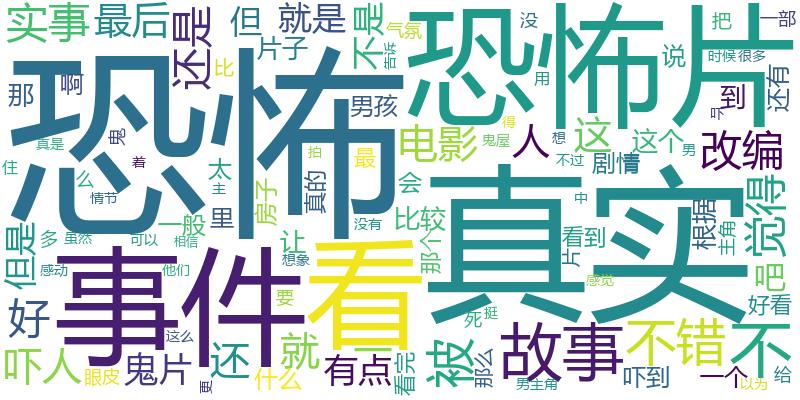 实事
最后
还是
但
就是
片子
不是
气氛
告诉
恐怖片
没
用
把
说
时候
很多
一部
还有
那
哥
比
恐怖
男孩
到
真是
鬼
住
么
着
情节
太
主
里
房子
真的
拍
最
电影
鬼屋
得
人
想
这
这个
不过
剧情
男
改编
会
没有
比较
那个
让
想象
一般
可以
相信
但是
多
虽然
感动
他们
真实
看到
片
中
感觉
根据
主角
觉得
吧
好看
事件
看
要
好
这么
死
挺
吓人
眼皮
鬼片
还
更
就
什么
有点
看完
被
那么
男主角
故事
不错
吓到
一个
不
以为
给